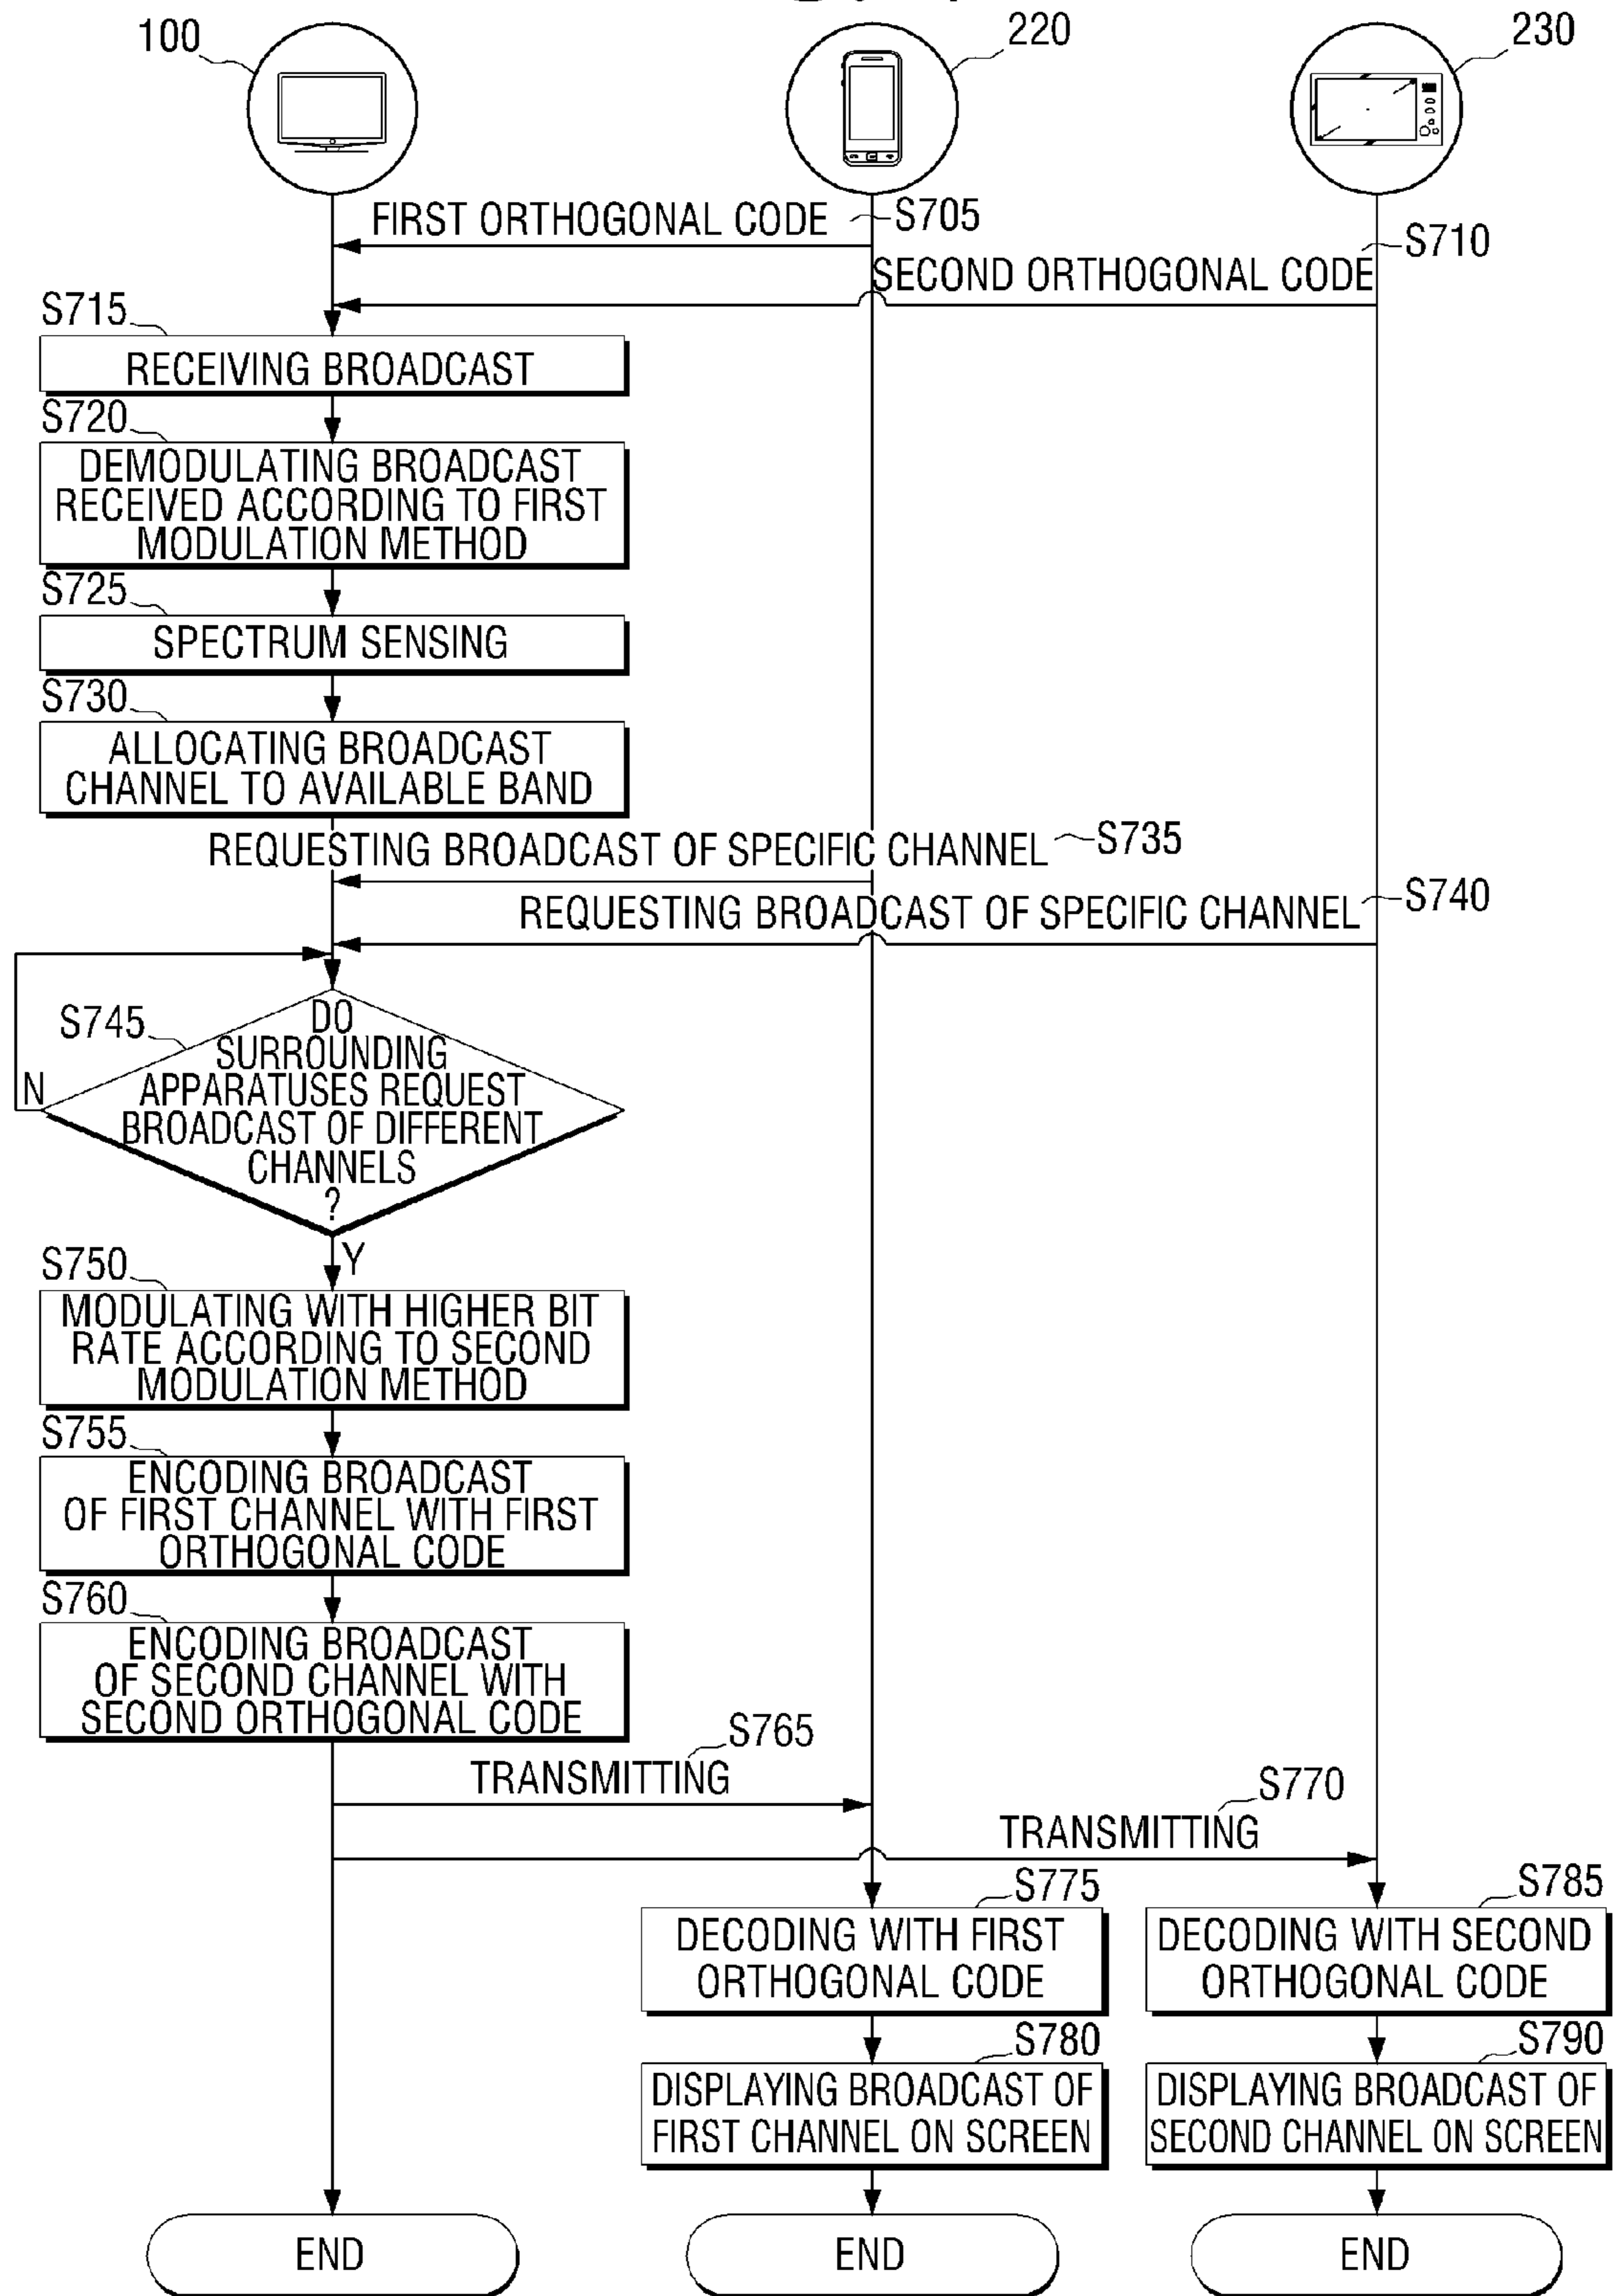 100
220
230
FIRST ORTHOGONAL CODE
S705
S710
SECOND ORTHOGONAL CODE
S715
RECEIVING BROADCAST
S720
DEMODULATING BROADCAST
RECEIVED ACCORDING TO FIRST
MODULATION METHOD
S725
SPECTRUM SENSING
S730
ALLOCATING BROADCAST
CHANNEL TO AVAILABLE BAND
REQUESTING BROADCAST OF SPECIFIC CHANNEL
S735
REQUESTING BROADCAST OF SPECIFIC CHANNEL
S740
S745
DO
SURROUNDING
APPARATUSES REQUEST
BROADCAST OF DIFFERENT
CHANNELS
?
N
Y
S750
MODULATING WITH HIGHER BIT
RATE ACCORDING TO SECOND
MODULATION METHOD
S755
ENCODING BROADCAST
OF FIRST CHANNEL WITH FIRST
ORTHOGONAL CODE
S760
ENCODING BROADCAST
OF SECOND CHANNEL WITH
SECOND ORTHOGONAL CODE
S765
TRANSMITTING
S770
TRANSMITTING
S775
DECODING WITH FIRST
ORTHOGONAL CODE
S785
DECODING WITH SECOND
ORTHOGONAL CODE
S780
DISPLAYING BROADCAST OF
FIRST CHANNEL ON SCREEN
S790
DISPLAYING BROADCAST OF
SECOND CHANNEL ON SCREEN
END
END
END